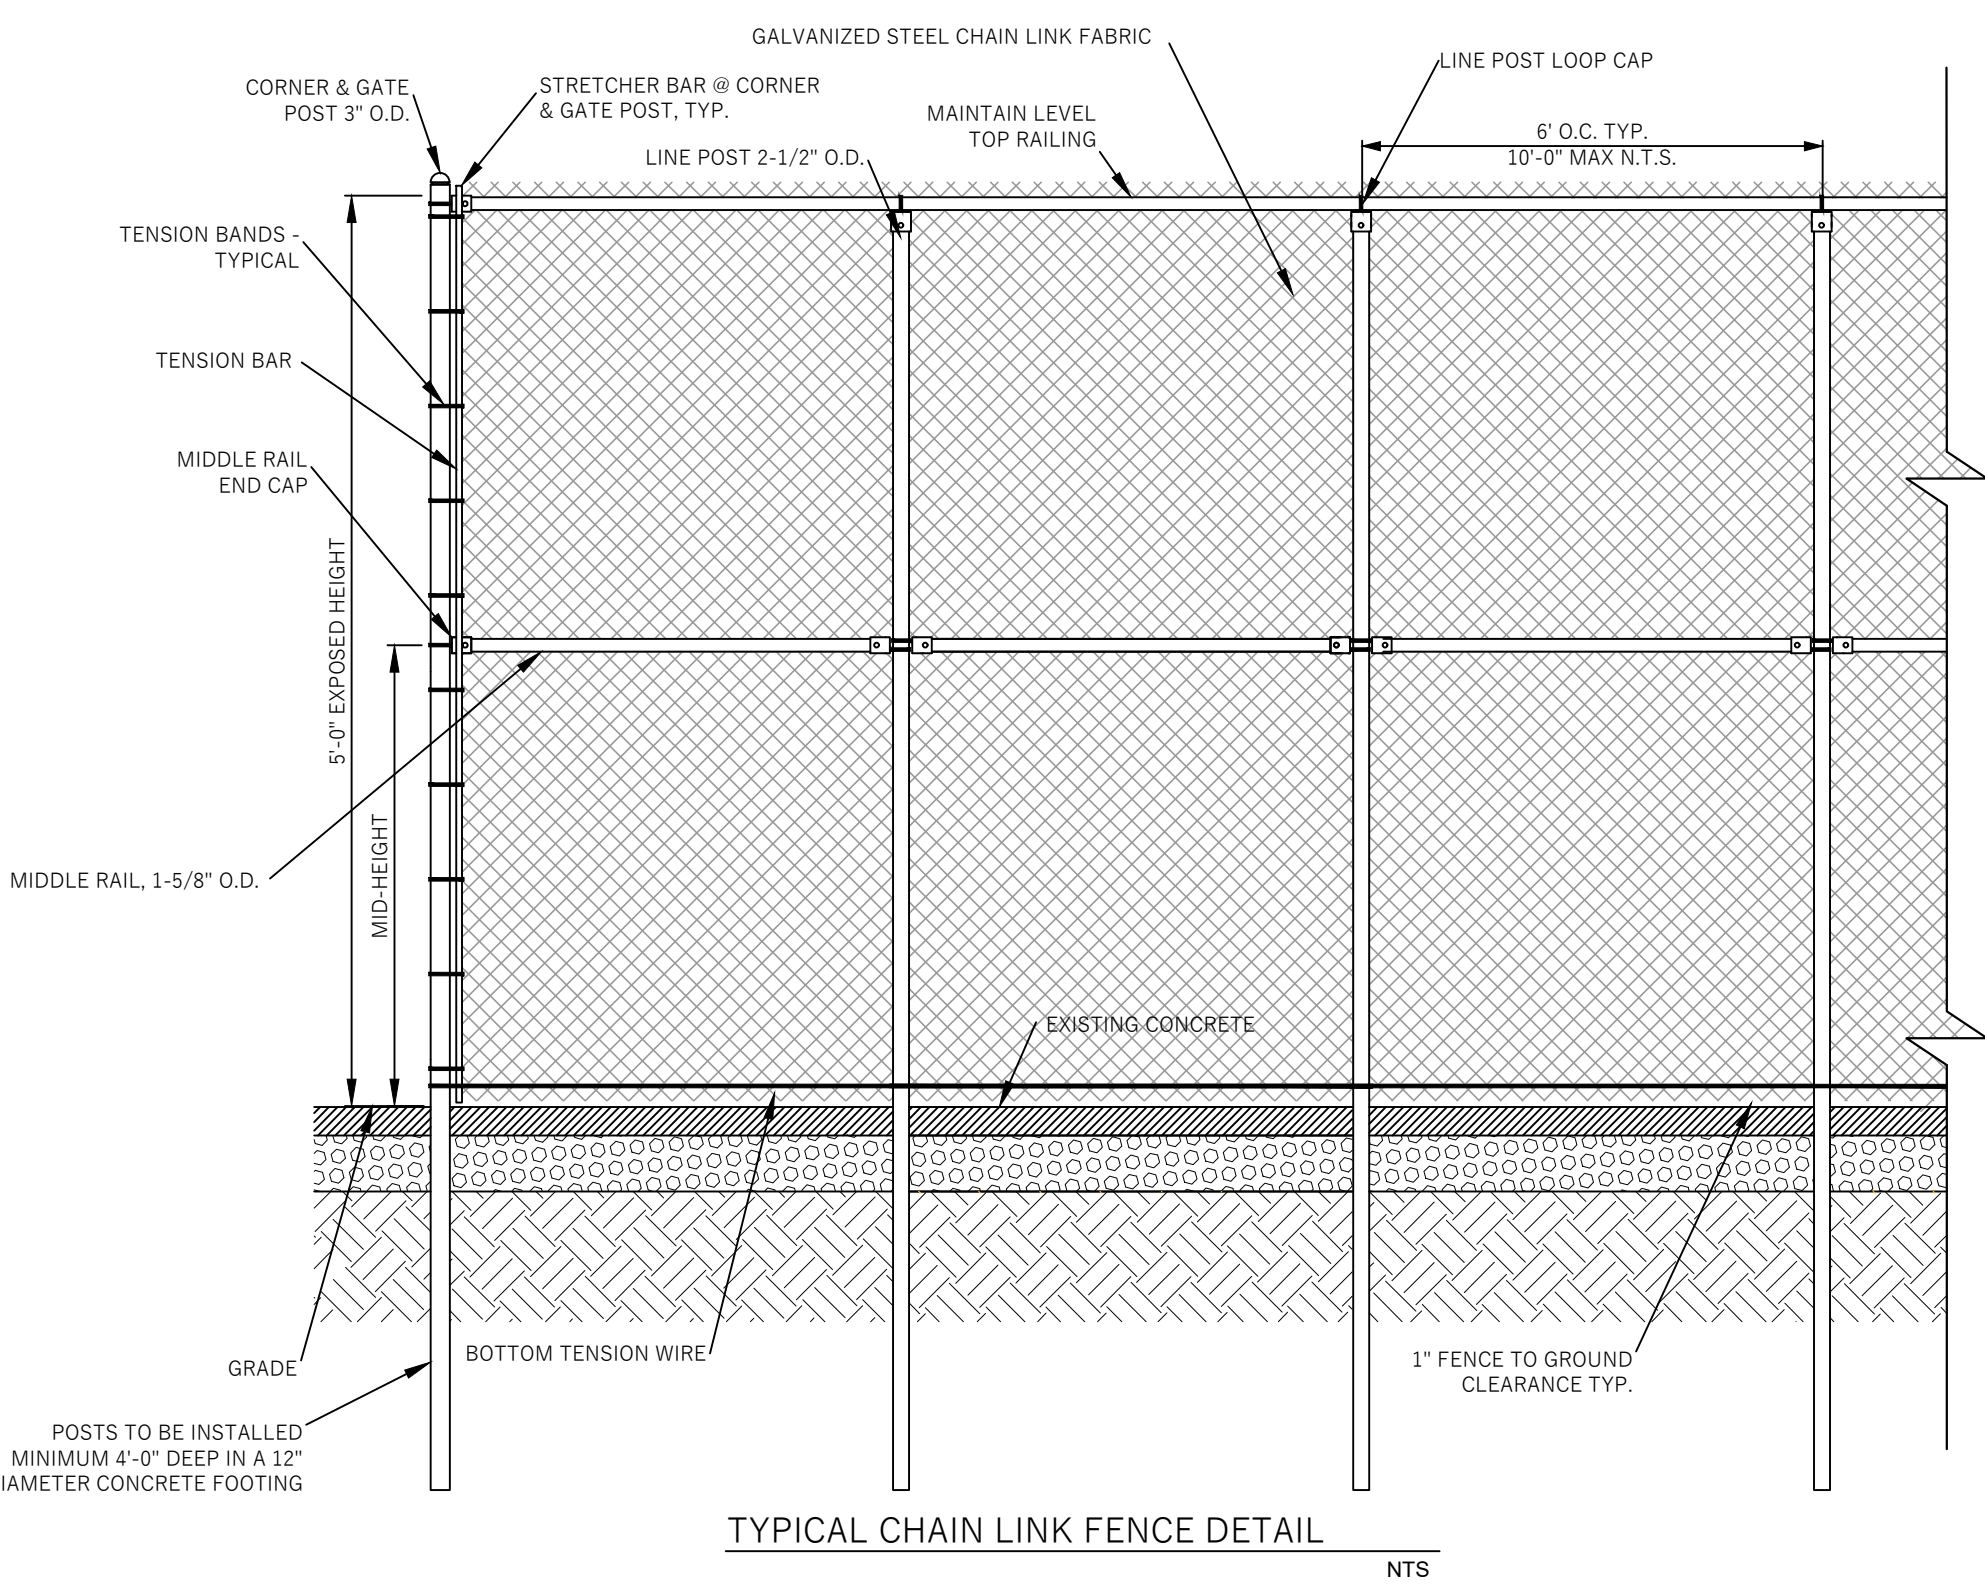 GALVANIZED STEEL CHAIN LINK FABRIC
LINE POST LOOP CAP
CORNER & GATE
POST 3" O.D.
STRETCHER BAR @ CORNER
& GATE POST, TYP.
MAINTAIN LEVEL
TOP RAILING
6' O.C. TYP.
10'-0" MAX N.T.S.
LINE POST 2-1/2" O.D.
TENSION BANDS -
TYPICAL
TENSION BAR
MIDDLE RAIL
END CAP
5'-0" EXPOSED HEIGHT
MID-HEIGHT
MIDDLE RAIL, 1-5/8" O.D.
EXISTING CONCRETE
GRADE
BOTTOM TENSION WIRE
1" FENCE TO GROUND
CLEARANCE TYP.
POSTS TO BE INSTALLED
MINIMUM 4'-0" DEEP IN A 12"
IAMETER CONCRETE FOOTING
TYPICAL CHAIN LINK FENCE DETAIL
NTS